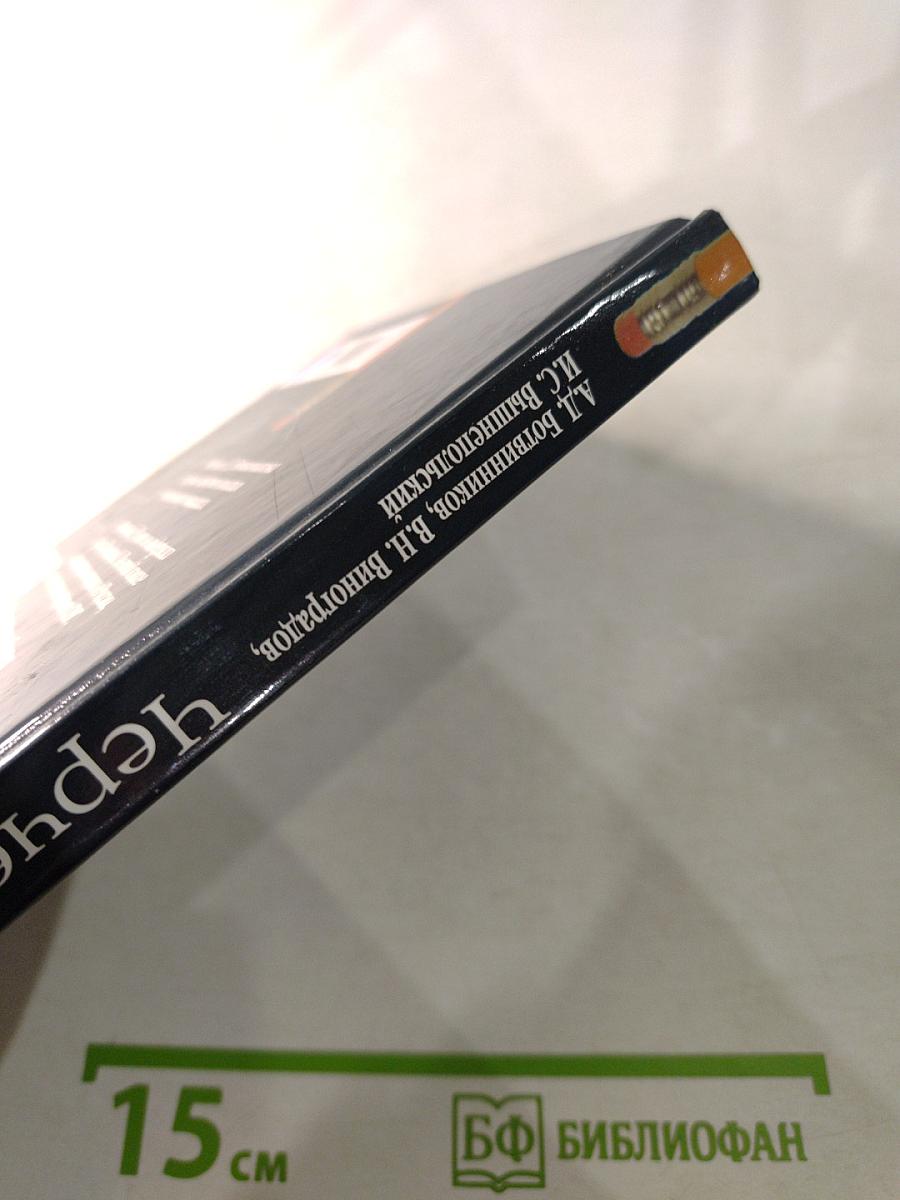 А.Д. Ботвинников, В.Н. Виноградов,
И.С. Вышнепольский
Черче
15 см
БФ БИБЛИОФАН